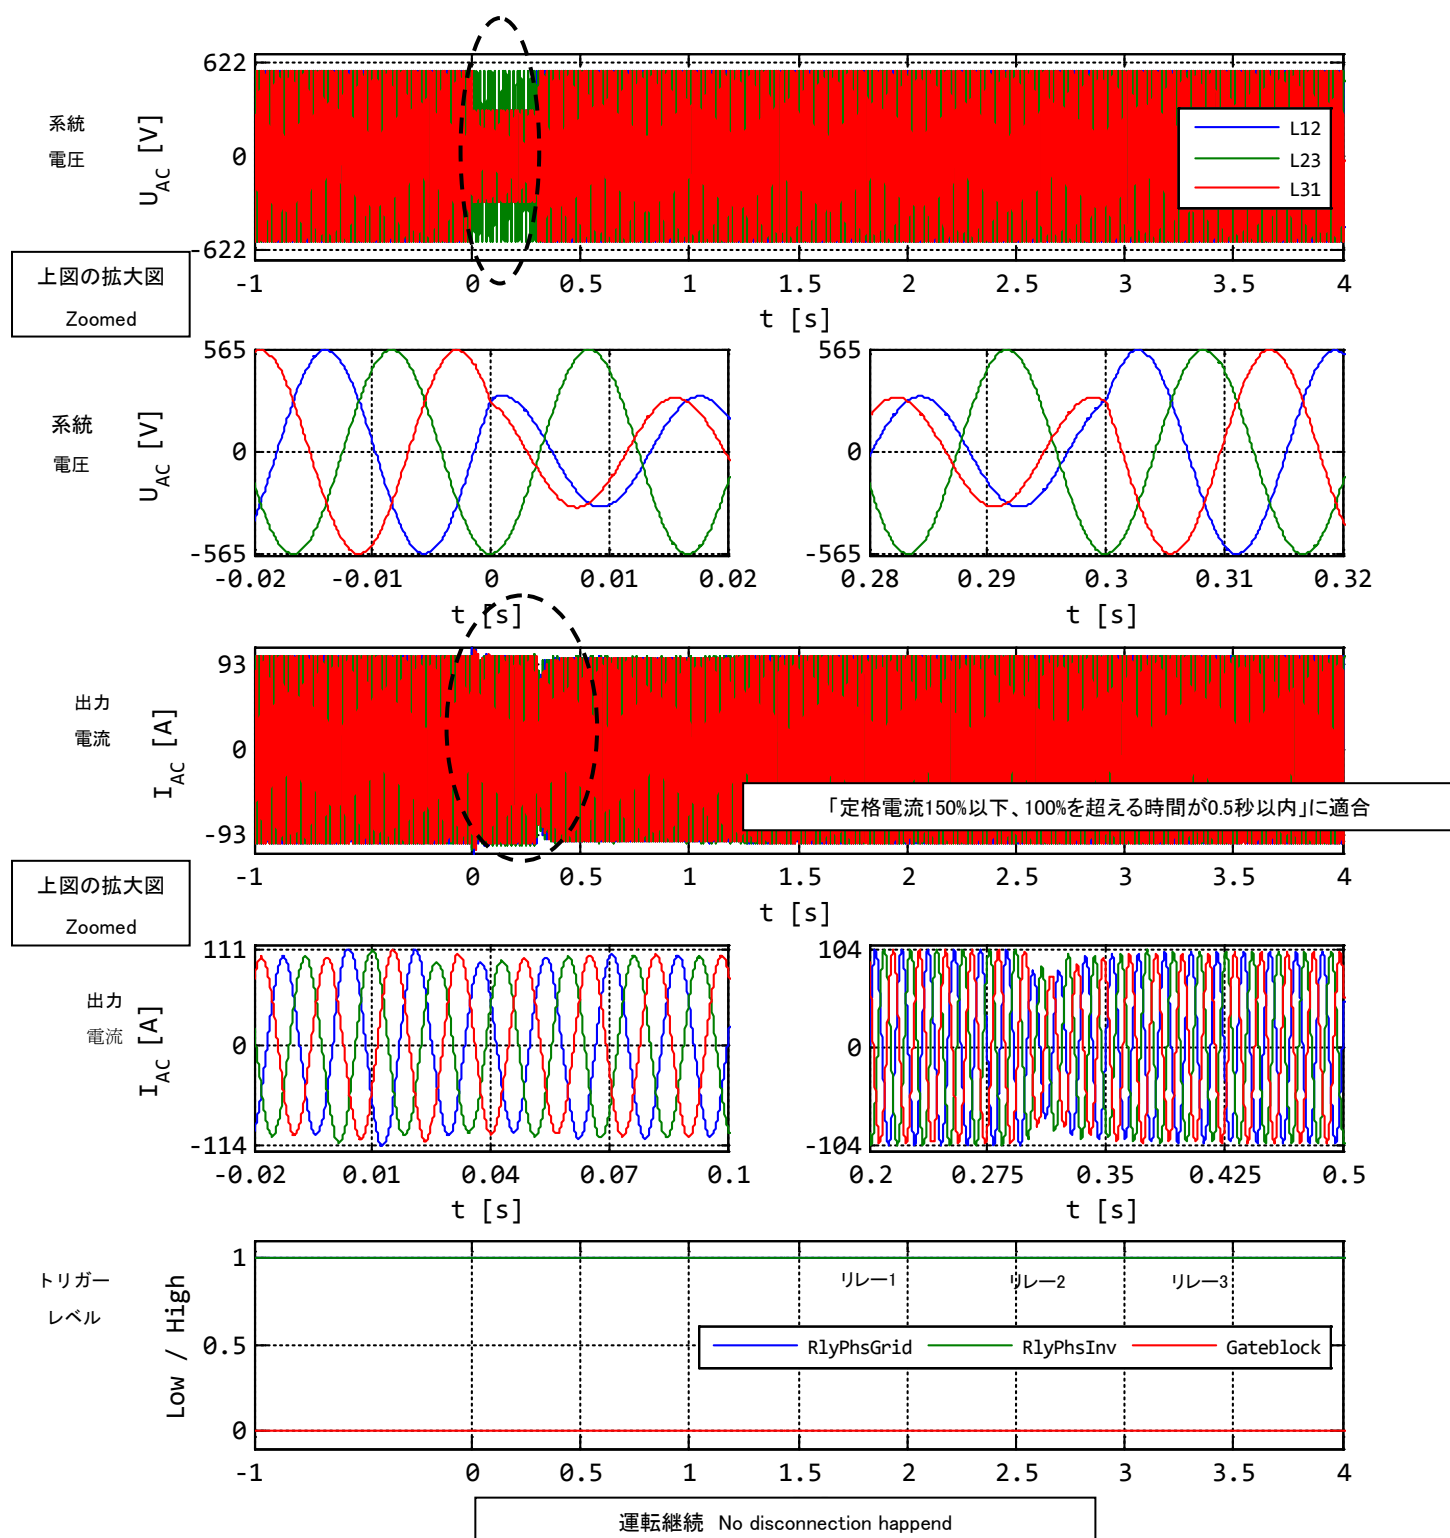 622
0
-622
系統
電圧
U_AC [V]
L12
L23
L31
-1 0 0.5 1 1.5 2 2.5 3 3.5 4
t [s]
上図の拡大図
Zoomed
565
0
-565
系統
電圧
U_AC [V]
-0.02 -0.01 0 0.01 0.02
t [s]
565
0
-565
0.28 0.29 0.3 0.31 0.32
t [s]
93
0
-93
出力
電流
I_AC [A]
「定格電流150%以下、100%を超える時間が0.5秒以内」に適合
-1 0 0.5 1 1.5 2 2.5 3 3.5 4
t [s]
上図の拡大図
Zoomed
111
0
-114
出力
電流
I_AC [A]
-0.02 0.01 0.04 0.07 0.1
t [s]
104
0
-104
0.2 0.275 0.35 0.425 0.5
t [s]
1
0.5
0
トリガー
レベル
Low / High
リレー1 リレー2 リレー3
RlyPhsGrid RlyPhsInv Gateblock
-1 0 0.5 1 1.5 2 2.5 3 3.5 4
運転継続 No disconnection happend